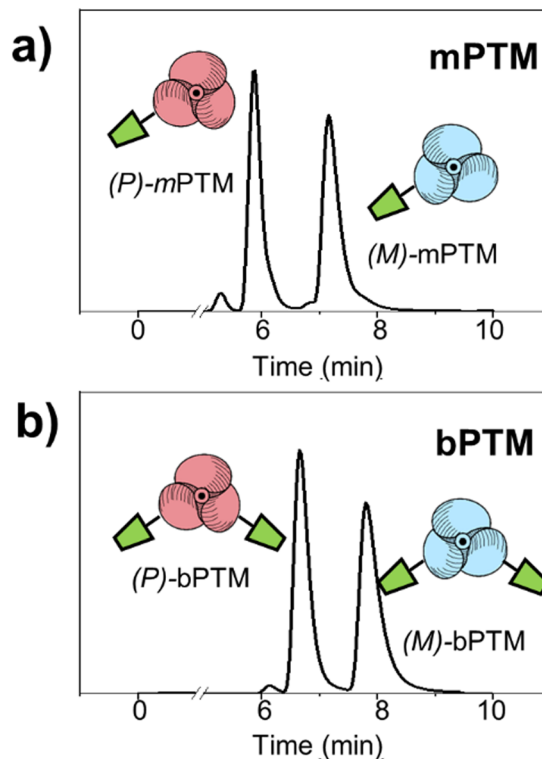 a)
mPTM
(P)-mPTM
(M)-mPTM
0 6 8 10
Time (min)
b)
bPTM
(P)-bPTM
(M)-bPTM
0 6 8 10
Time (min)